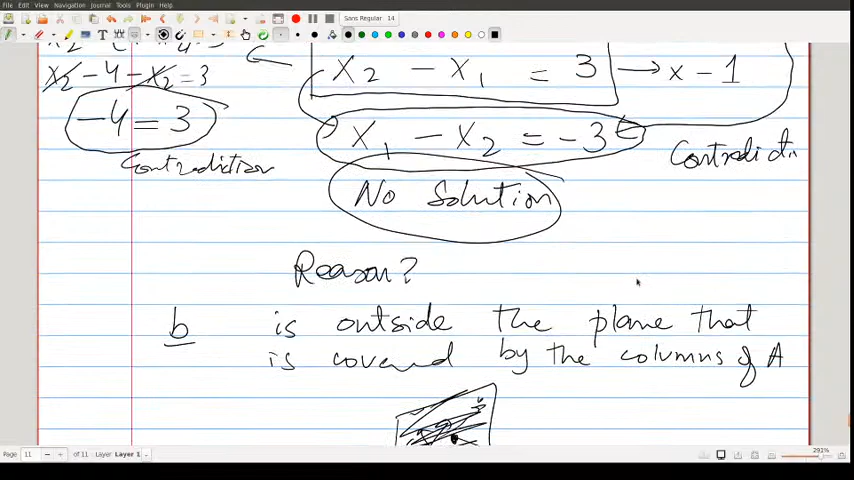 File Edit View Navigation Journal Tools Plugin Help
Sans Regular 14
x2 - 4 - x2 = 3
x2 - x1 = 3 → x - 1
-4 = 3
x1 - x2 = -3
Contradiction
No Solution
Reason?
b is outside the plane that
is covered by the columns of A
Page 11 of 11 Layer Layer 1
291%